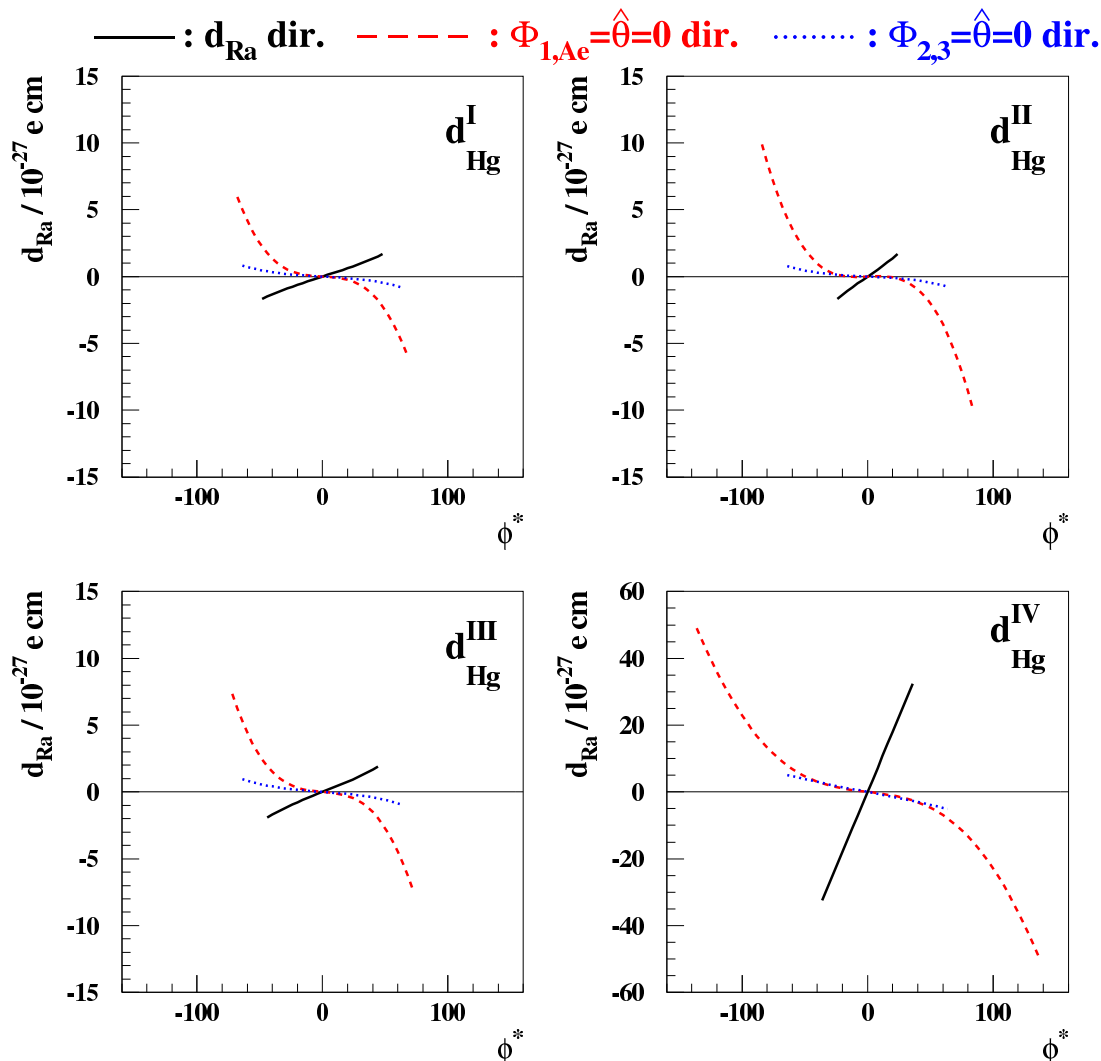 : d_Ra dir. : Φ_1,Ae=θ̂=0 dir. : Φ_2,3=θ̂=0 dir.
d_Ra / 10^-27 e cm
15
10
5
0
-5
-10
-15
-100 0 100
ϕ^*
d^I_Hg
d_Ra / 10^-27 e cm
15
10
5
0
-5
-10
-15
-100 0 100
ϕ^*
d^II_Hg
d_Ra / 10^-27 e cm
15
10
5
0
-5
-10
-15
-100 0 100
ϕ^*
d^III_Hg
d_Ra / 10^-27 e cm
60
40
20
0
-20
-40
-60
-100 0 100
ϕ^*
d^IV_Hg